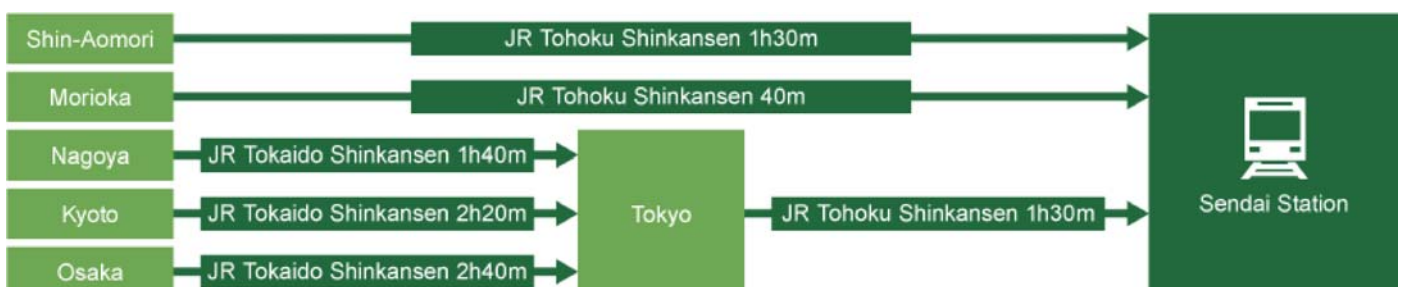 Shin-Aomori
JR Tohoku Shinkansen 1h30m
Morioka
JR Tohoku Shinkansen 40m
Nagoya
JR Tokaido Shinkansen 1h40m
Kyoto
JR Tokaido Shinkansen 2h20m
Tokyo
JR Tohoku Shinkansen 1h30m
Sendai Station
Osaka
JR Tokaido Shinkansen 2h40m